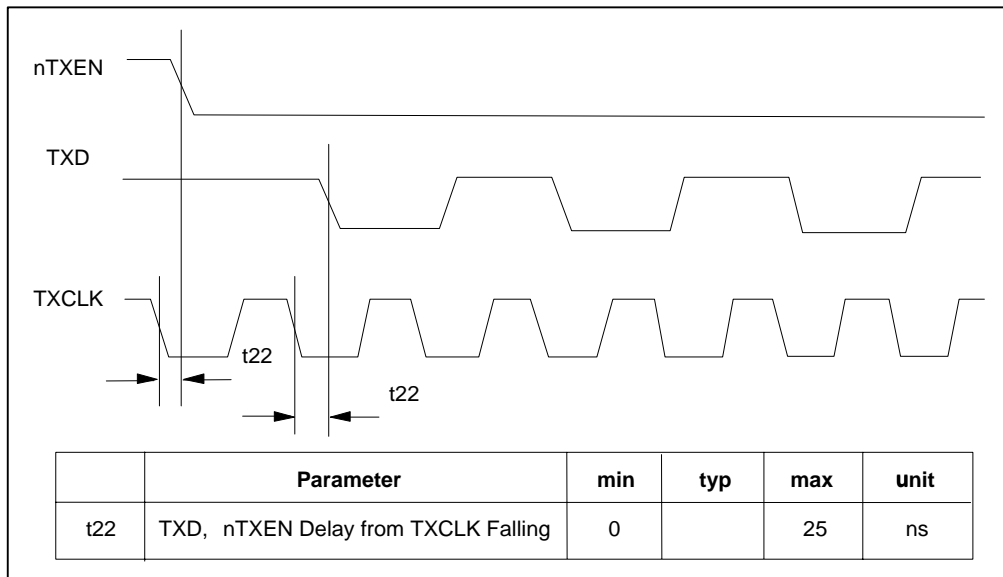 nTXEN
TXD
TXCLK
t22
t22
Parameter min typ max unit
t22 TXD, nTXEN Delay from TXCLK Falling 0 25 ns